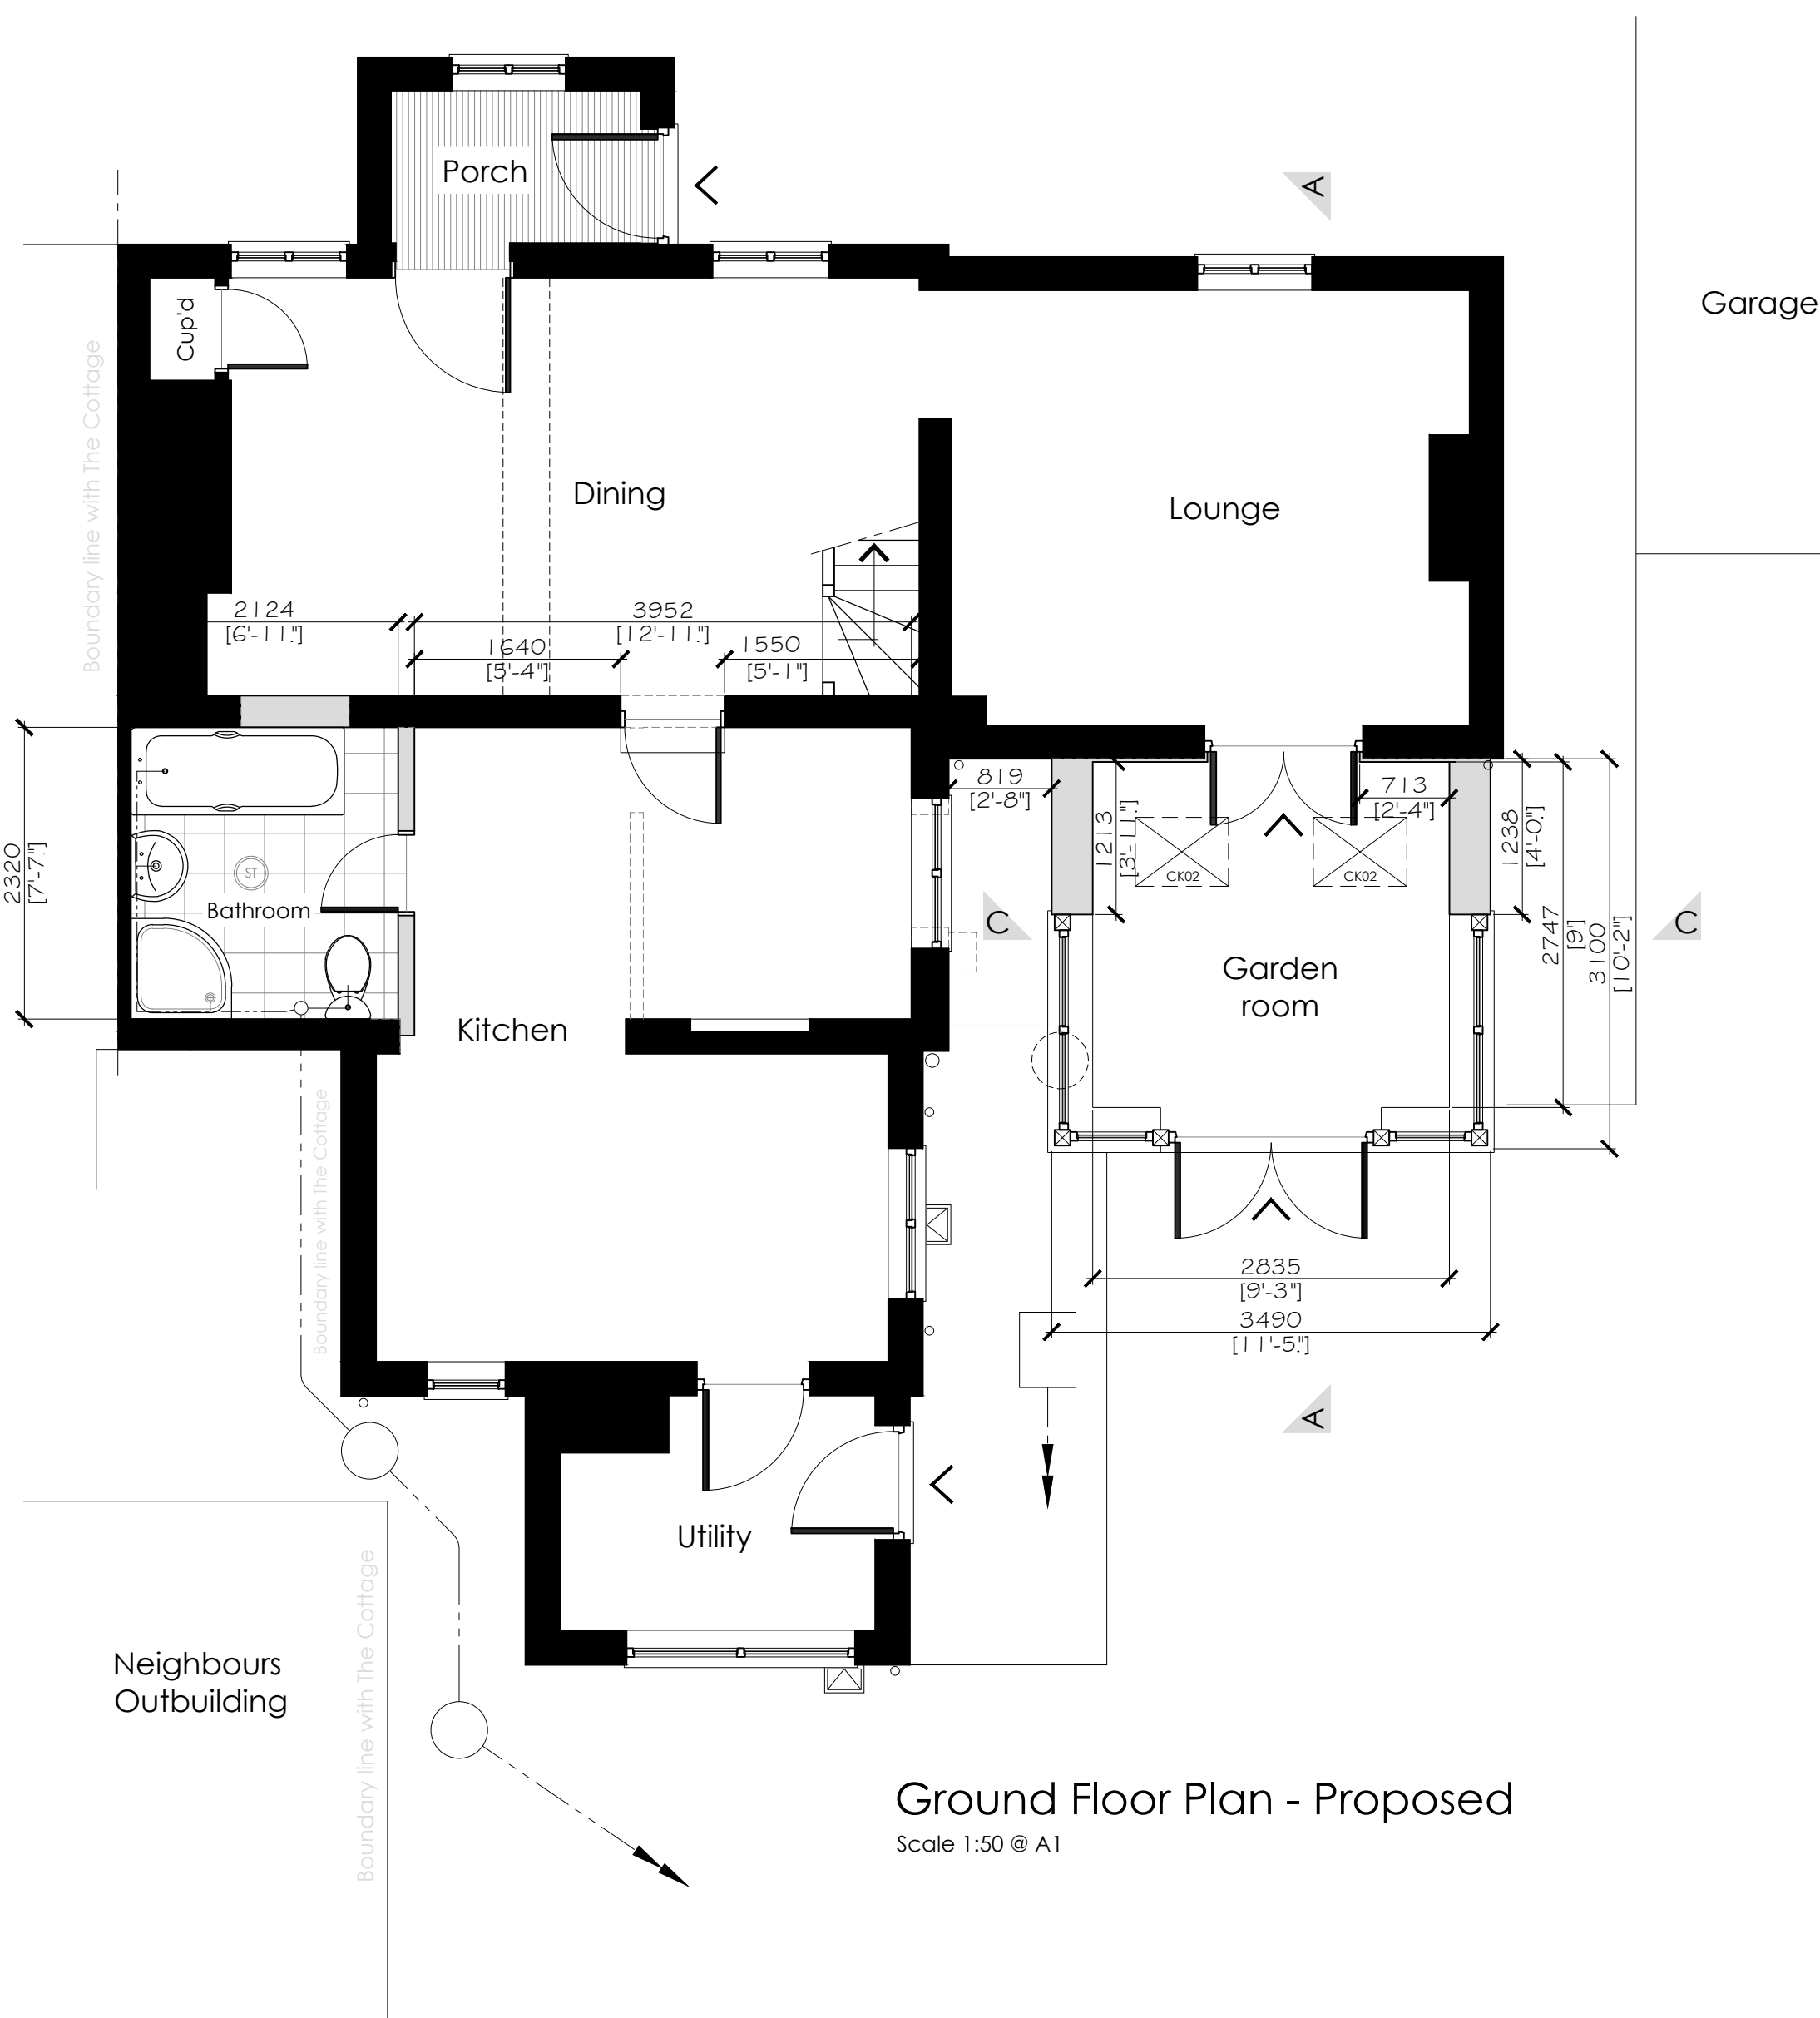 Porch
A
Garage
Cup'd
Boundary line with The Cottage
Dining
Lounge
2124
[6'-11"]
3952
[12'-11"]
1640
[5'-4"]
1550
[5'-1"]
819
[2'-8"]
713
[2'-4"]
1213
[3'-11"]
1238
[4'-0"]
CK02
CK02
2320
[7'-7"]
ST
Bathroom
C
C
2747
[9']
3100
[10'-2"]
Garden
room
Kitchen
Boundary line with The Cottage
2835
[9'-3"]
3490
[11'-5"]
A
Utility
Boundary line with The Cottage
Neighbours
Outbuilding
Ground Floor Plan - Proposed
Scale 1:50 @ A1